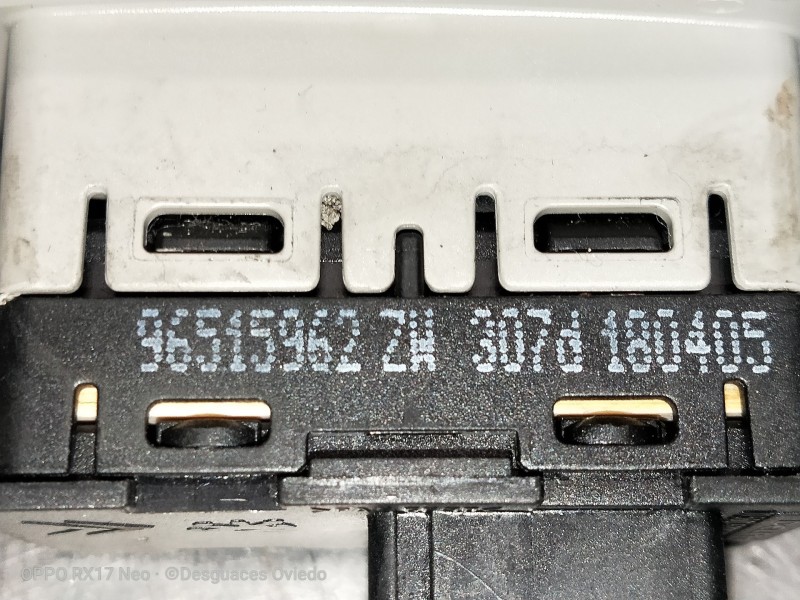 96515962 ZW 307d 180405
OPPO RX17 Neo · ©Desguaces Oviedo